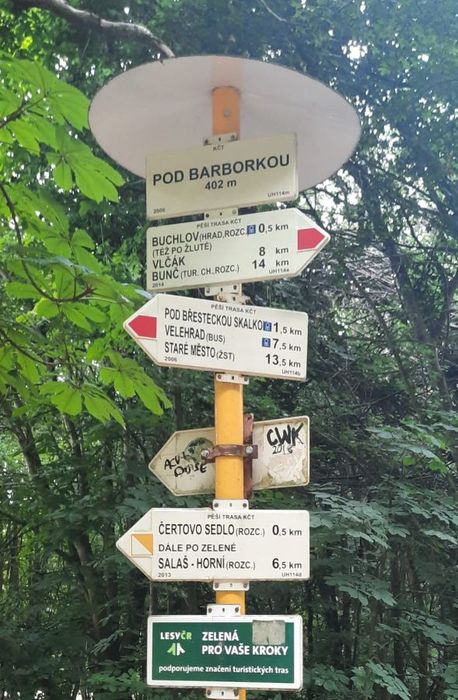 KČT
POD BARBORKOU
402 m
2006 UH114m
PĚŠÍ TRASA KČT
BUCHLOV (HRAD, ROZC.) 0,5 km
(TÉŽ PO ŽLUTÉ)
VLČÁK 8 km
BUNČ (TUR. CH., ROZC.) 14 km
2014 UH114a
PĚŠÍ TRASA KČT
POD BŘESTECKOU SKALKOU 1,5 km
VELEHRAD (BUS) 7,5 km
STARÉ MĚSTO (ŽST) 13,5 km
2006 UH114b
CWK
PĚŠÍ TRASA KČT
ČERTOVO SEDLO (ROZC.) 0,5 km
DÁLE PO ZELENÉ
SALAŠ - HORNÍ (ROZC.) 6,5 km
2013 UH114d
LESY ČR ZELENÁ
PRO VAŠE KROKY
podporujeme značení turistických tras